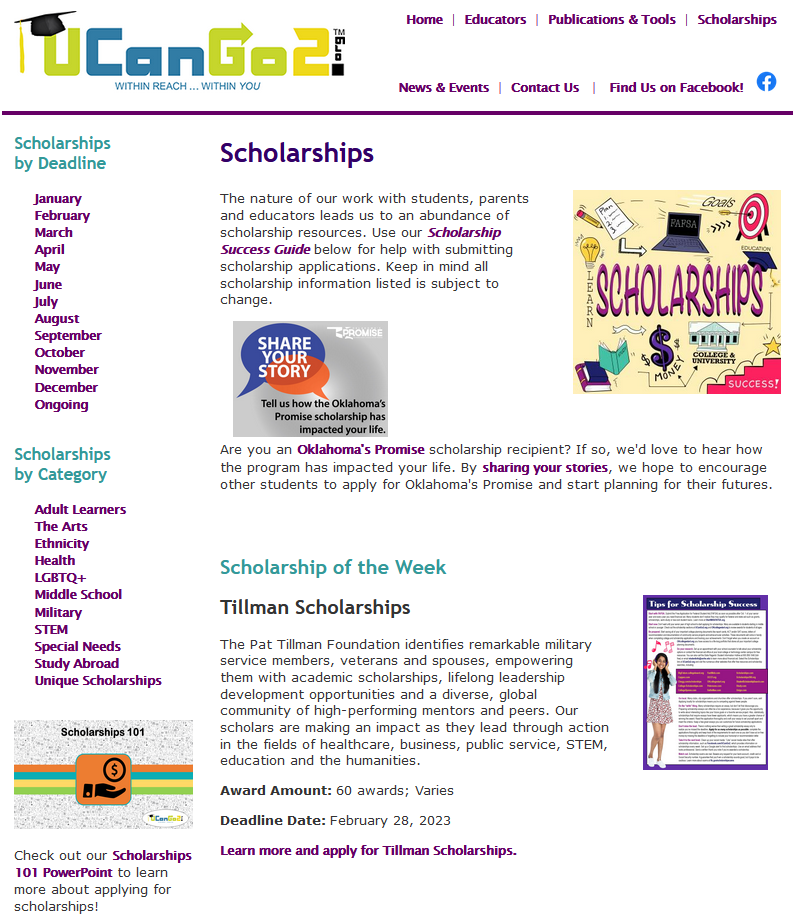 UCanGo2.org™
WITHIN REACH ... WITHIN YOU
Home | Educators | Publications & Tools | Scholarships
News & Events | Contact Us | Find Us on Facebook!
Scholarships
by Deadline
January
February
March
April
May
June
July
August
September
October
November
December
Ongoing
Scholarships
by Category
Adult Learners
The Arts
Ethnicity
Health
LGBTQ+
Middle School
Military
STEM
Special Needs
Study Abroad
Unique Scholarships
Scholarships 101
UCanGo2
Check out our Scholarships
101 PowerPoint to learn
more about applying for
scholarships!
Scholarships
The nature of our work with students, parents
and educators leads us to an abundance of
scholarship resources. Use our Scholarship
Success Guide below for help with submitting
scholarship applications. Keep in mind all
scholarship information listed is subject to
change.
Plan
Goals
FAFSA
EDUCATION
LEARN
SCHOLARSHIPS
MONEY
COLLEGE &
UNIVERSITY
SUCCESS!
SHARE
YOUR
STORY
PROMISE
Tell us how the Oklahoma's
Promise scholarship has
impacted your life.
Are you an Oklahoma's Promise scholarship recipient? If so, we'd love to hear how
the program has impacted your life. By sharing your stories, we hope to encourage
other students to apply for Oklahoma's Promise and start planning for their futures.
Scholarship of the Week
Tillman Scholarships
The Pat Tillman Foundation identifies remarkable military
service members, veterans and spouses, empowering
them with academic scholarships, lifelong leadership
development opportunities and a diverse, global
community of high-performing mentors and peers. Our
scholars are making an impact as they lead through action
in the fields of healthcare, business, public service, STEM,
education and the humanities.
Award Amount: 60 awards; Varies
Deadline Date: February 28, 2023
Learn more and apply for Tillman Scholarships.
Tips for Scholarship Success